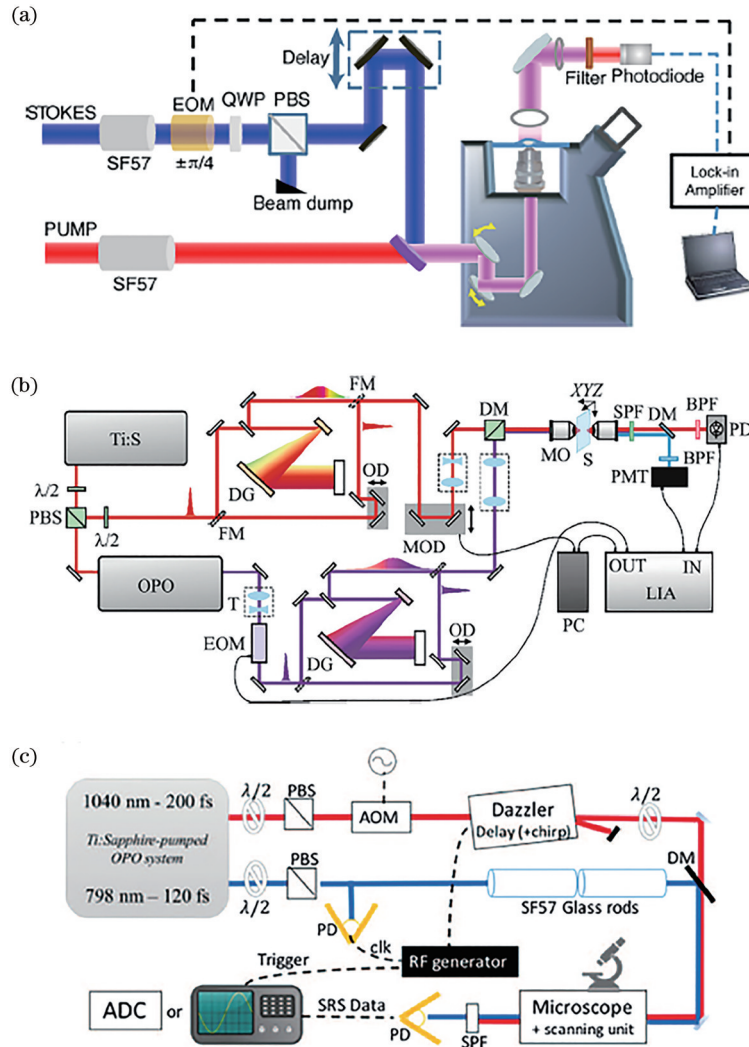 (a)
Delay
Filter Photodiode
STOKES
EOM
QWP
PBS
SF57
±π/4
Beam dump
Lock-in
Amplifier
PUMP
SF57
(b)
FM
XYZ
SPF DM
BPF
Ti:S
DM
PD
λ/2
DG
OD
MO
S
BPF
PMT
PBS
λ/2
FM
MOD
OUT
IN
OPO
T
PC
LIA
EOM
DG
OD
(c)
1040 nm - 200 fs
λ/2
PBS
AOM
Dazzler
Delay (+chirp)
λ/2
Ti:Sapphire-pumped
OPO system
798 nm – 120 fs
λ/2
PBS
DM
SF57 Glass rods
PD
clk
RF generator
Trigger
ADC
or
SRS Data
PD
SPF
Microscope
+ scanning unit